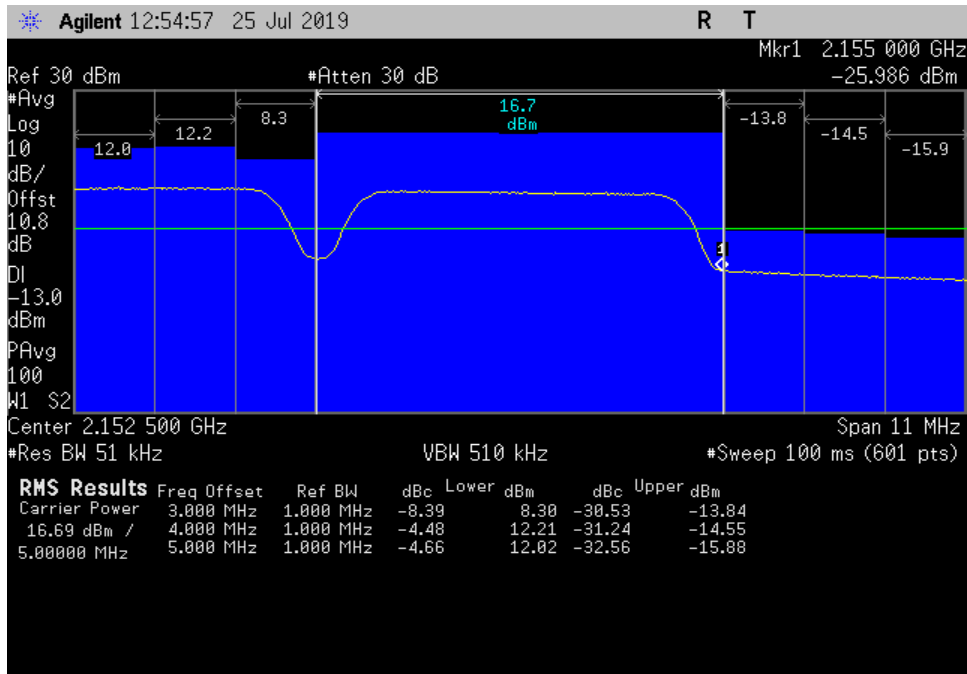 Agilent 12:54:57 25 Jul 2019 R T
Mkr1 2.155 000 GHz
Ref 30 dBm #Atten 30 dB -25.986 dBm
#Avg
Log
10
dB/
Offst
10.8
dB
DI
-13.0
dBm
PAvg
100
W1 S2
12.0
12.2
8.3
16.7
dBm
-13.8
-14.5
-15.9
1
Center 2.152 500 GHz Span 11 MHz
#Res BW 51 kHz VBW 510 kHz #Sweep 100 ms (601 pts)
RMS Results Freq Offset Ref BW dBc Lower dBm dBc Upper dBm
Carrier Power 3.000 MHz 1.000 MHz -8.39 8.30 -30.53 -13.84
16.69 dBm / 4.000 MHz 1.000 MHz -4.48 12.21 -31.24 -14.55
5.00000 MHz 5.000 MHz 1.000 MHz -4.66 12.02 -32.56 -15.88